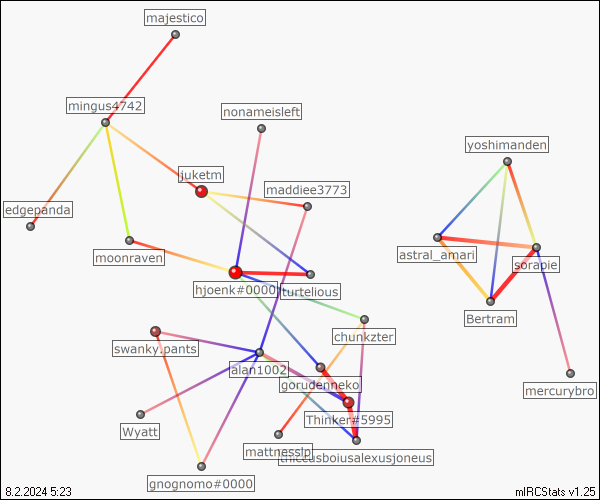 majestico
mingus4742
nonameisleft
yoshimanden
juketm
maddiee3773
edgepanda
moonraven
astral_amari
sorapie
hjoenk#0000
turtelious
Bertram
chunkzter
swanky.pants
alan1002
gorudenneko
mercurybro
Thinker#5995
Wyatt
mattnesslp
thiccusboiusalexusjoneus
gnognomo#0000
8.2.2024 5:23
mIRCStats v1.25